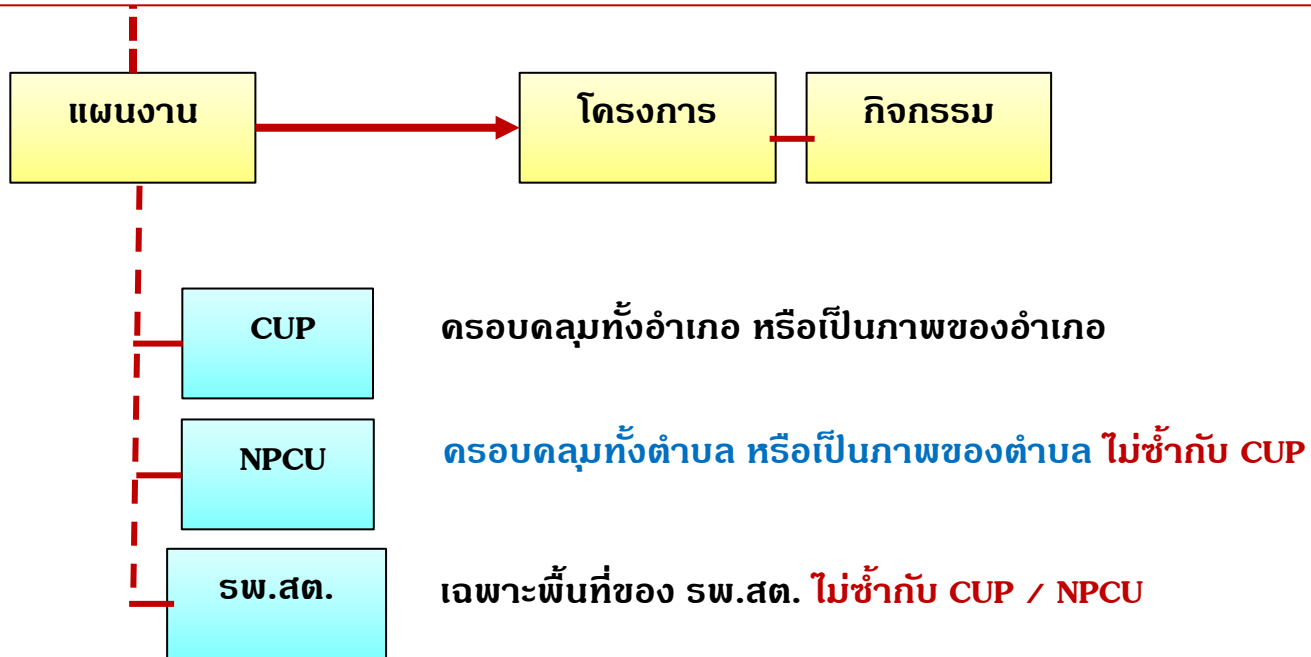 แผนงาน โครงการ กิจกรรม
CUP ครอบคลุมทั้งอำเภอ หรือเป็นภาพของอำเภอ
NPCU ครอบคลุมทั้งตำบล หรือเป็นภาพของตำบล ไม่ซ้ำกับ CUP
รพ.สต. เฉพาะพื้นที่ของ รพ.สต. ไม่ซ้ำกับ CUP / NPCU